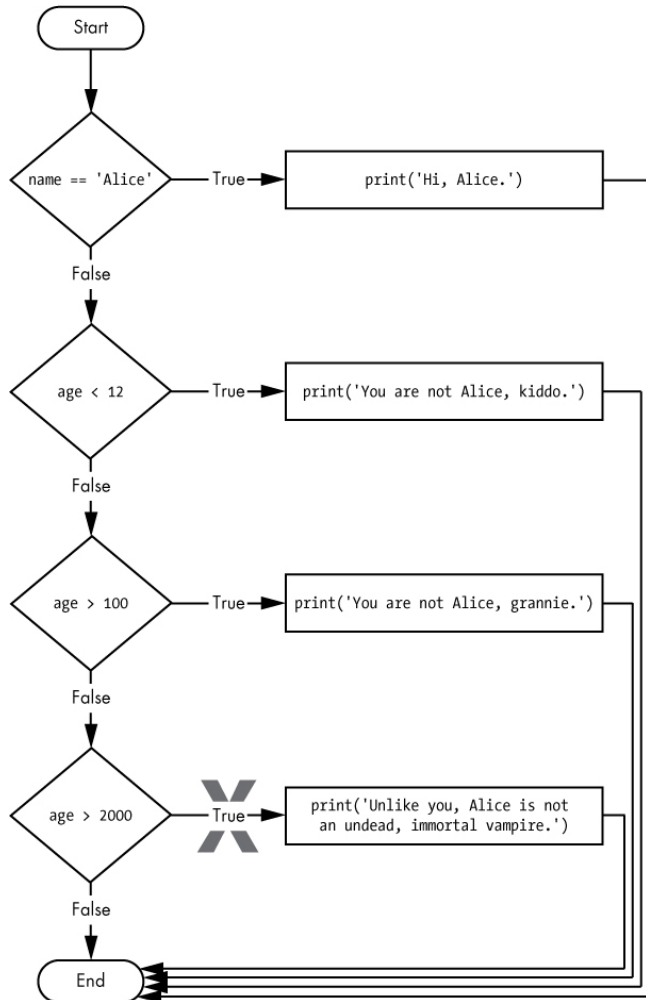 Start
name == 'Alice'
True
print('Hi, Alice.')
False
age < 12
True
print('You are not Alice, kiddo.')
False
age > 100
True
print('You are not Alice, grannie.')
False
age > 2000
True
print('Unlike you, Alice is not
an undead, immortal vampire.')
False
End